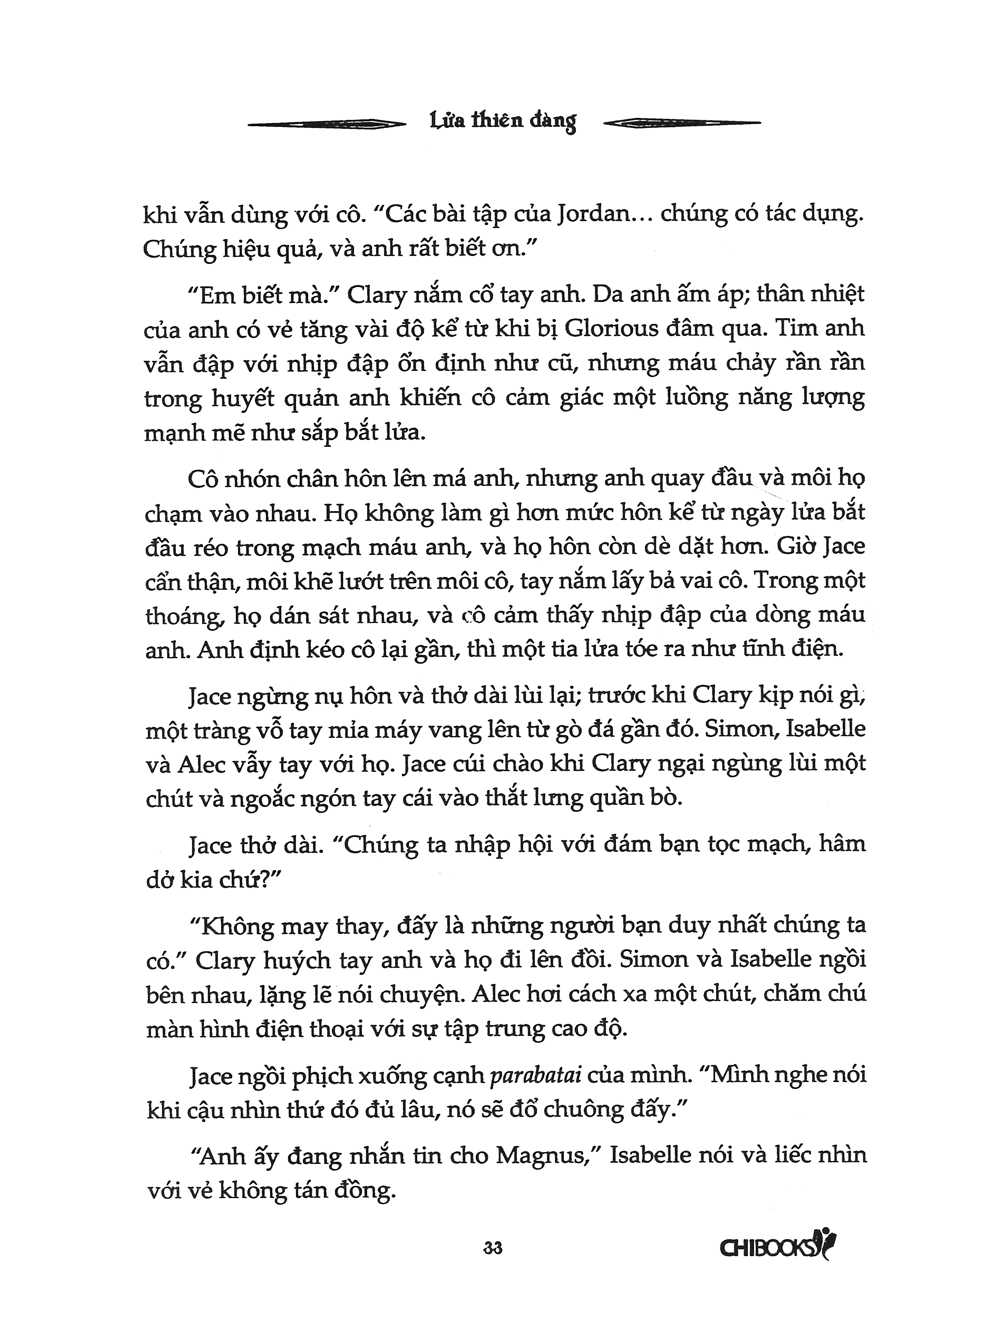 Lửa thiên đàng
khi vẫn dùng với cô. “Các bài tập của Jordan... chúng có tác dụng.
Chúng hiệu quả, và anh rất biết ơn.”
“Em biết mà.” Clary nắm cổ tay anh. Da anh ấm áp; thân nhiệt
của anh có vẻ tăng vài độ kể từ khi bị Glorious đâm qua. Tim anh
vẫn đập với nhịp đập ổn định như cũ, nhưng máu chảy rần rần
trong huyết quản anh khiến cô cảm giác một luồng năng lượng
mạnh mẽ như sắp bắt lửa.
Cô nhón chân hôn lên má anh, nhưng anh quay đầu và môi họ
chạm vào nhau. Họ không làm gì hơn mức hôn kể từ ngày lửa bắt
đầu réo trong mạch máu anh, và họ hôn còn dè dặt hơn. Giờ Jace
cẩn thận, môi khẽ lướt trên môi cô, tay nắm lấy bả vai cô. Trong một
thoáng, họ dán sát nhau, và cô cảm thấy nhịp đập của dòng máu
anh. Anh định kéo cô lại gần, thì một tia lửa tóe ra như tĩnh điện.
Jace ngừng nụ hôn và thở dài lùi lại; trước khi Clary kịp nói gì,
một tràng vỗ tay mỉa máy vang lên từ gò đá gần đó. Simon, Isabelle
và Alec vẫy tay với họ. Jace cúi chào khi Clary ngại ngùng lùi một
chút và ngoắc ngón tay cái vào thắt lưng quần bò.
Jace thở dài. “Chúng ta nhập hội với đám bạn tọc mạch, hâm
dở kia chứ?”
“Không may thay, đấy là những người bạn duy nhất chúng ta
có.” Clary huých tay anh và họ đi lên đồi. Simon và Isabelle ngồi
bên nhau, lặng lẽ nói chuyện. Alec hơi cách xa một chút, chăm chú
màn hình điện thoại với sự tập trung cao độ.
Jace ngồi phịch xuống cạnh parabatai của mình. “Mình nghe nói
khi cậu nhìn thứ đó đủ lâu, nó sẽ đổ chuông đấy.”
“Anh ấy đang nhắn tin cho Magnus,” Isabelle nói và liếc nhìn
với vẻ không tán đồng.
33
CHIBOOKS